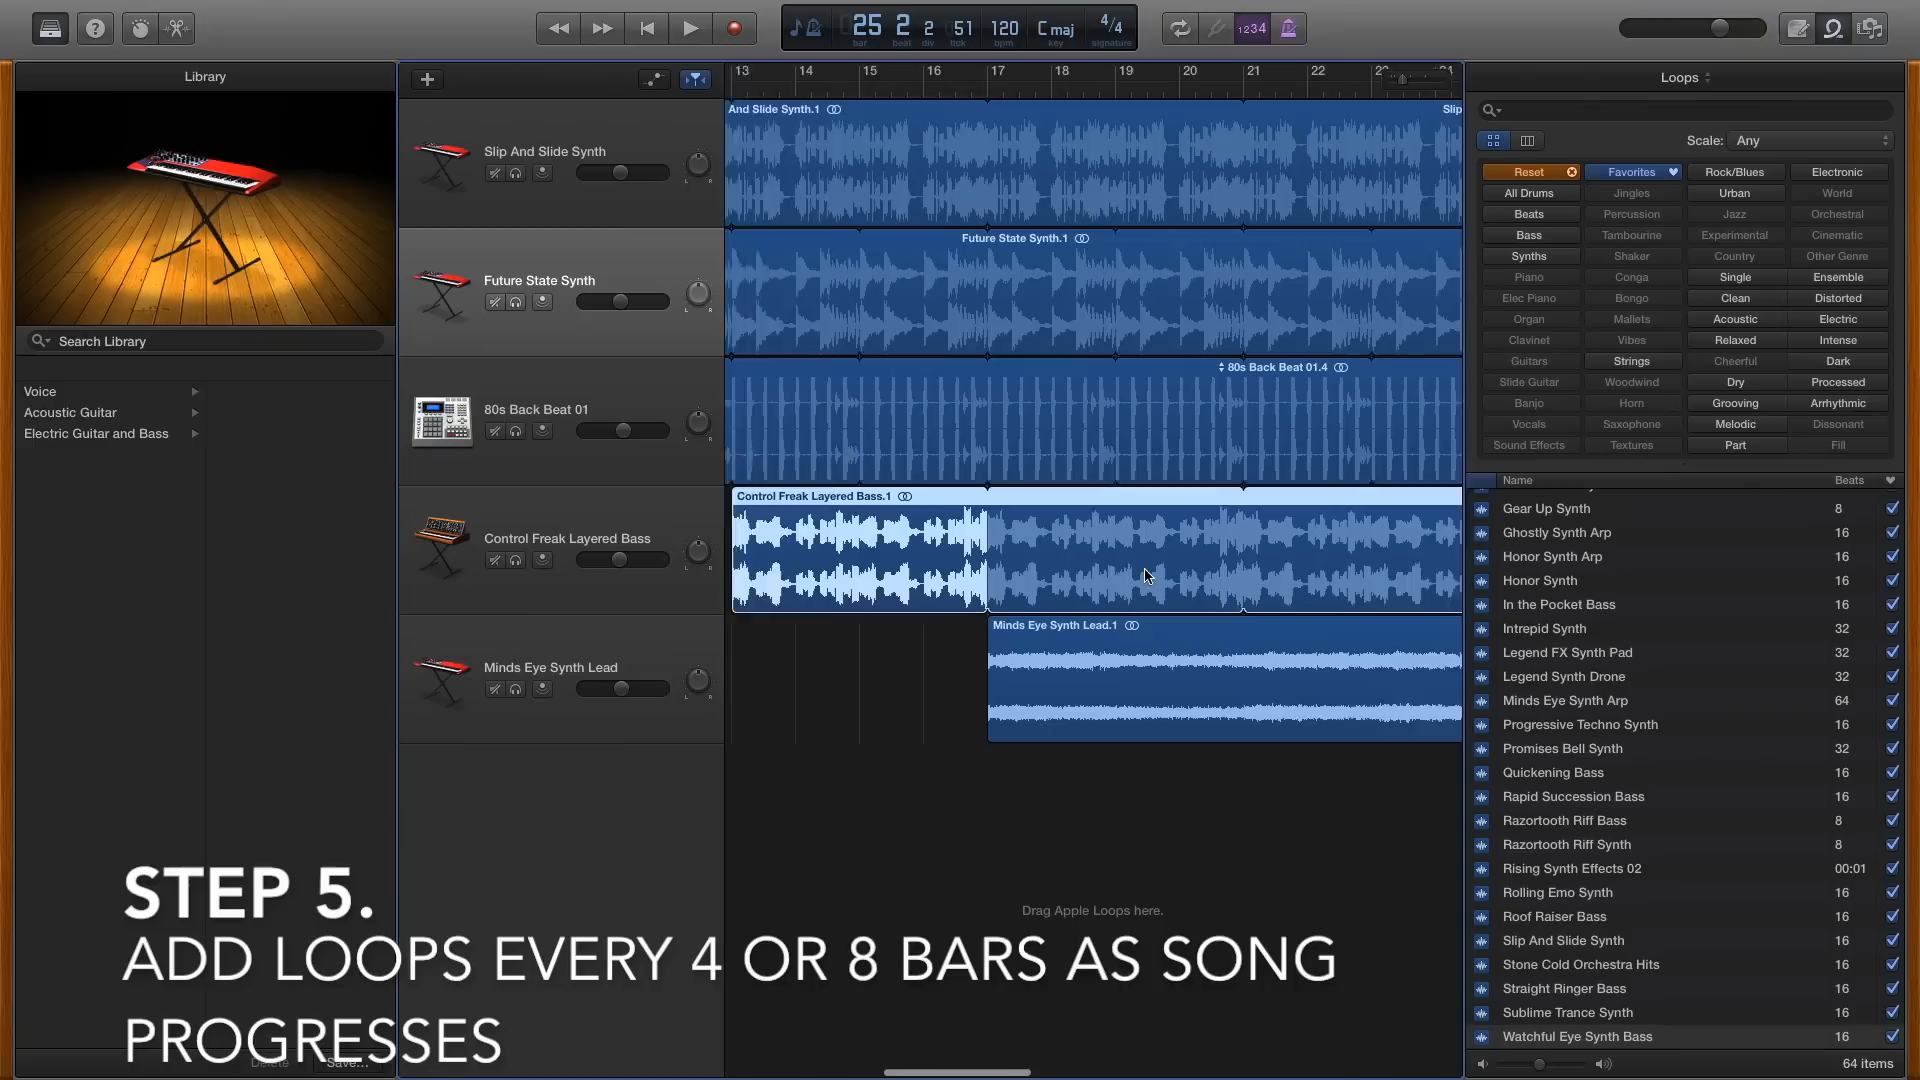 1234
25 2 2 51 120 C maj 4/4
bar beat div tick bpm key signature
Library
Search Library
Voice
Acoustic Guitar
Electric Guitar and Bass
Delete Save...
13 14 15 16 17 18 19 20 21 22 23 24
Slip And Slide Synth
L R
And Slide Synth.1
Slip
Future State Synth
L R
Future State Synth.1
80s Back Beat 01
L R
80s Back Beat 01.4
Control Freak Layered Bass
L R
Control Freak Layered Bass.1
Minds Eye Synth Lead
L R
Minds Eye Synth Lead.1
Drag Apple Loops here.
STEP 5.
ADD LOOPS EVERY 4 OR 8 BARS AS SONG
PROGRESSES
Loops
Scale: Any
Reset Favorites Rock/Blues Electronic
All Drums Jingles Urban World
Beats Percussion Jazz Orchestral
Bass Tambourine Experimental Cinematic
Synths Shaker Country Other Genre
Piano Conga Single Ensemble
Elec Piano Bongo Clean Distorted
Organ Mallets Acoustic Electric
Clavinet Vibes Relaxed Intense
Guitars Strings Cheerful Dark
Slide Guitar Woodwind Dry Processed
Banjo Horn Grooving Arrhythmic
Vocals Saxophone Melodic Dissonant
Sound Effects Textures Part Fill
Name Beats
Gear Up Synth 8
Ghostly Synth Arp 16
Honor Synth Arp 16
Honor Synth 16
In the Pocket Bass 16
Intrepid Synth 32
Legend FX Synth Pad 32
Legend Synth Drone 32
Minds Eye Synth Arp 64
Progressive Techno Synth 16
Promises Bell Synth 32
Quickening Bass 16
Rapid Succession Bass 16
Razortooth Riff Bass 8
Razortooth Riff Synth 8
Rising Synth Effects 02 00:01
Rolling Emo Synth 16
Roof Raiser Bass 16
Slip And Slide Synth 16
Stone Cold Orchestra Hits 16
Straight Ringer Bass 16
Sublime Trance Synth 16
Watchful Eye Synth Bass 16
64 items